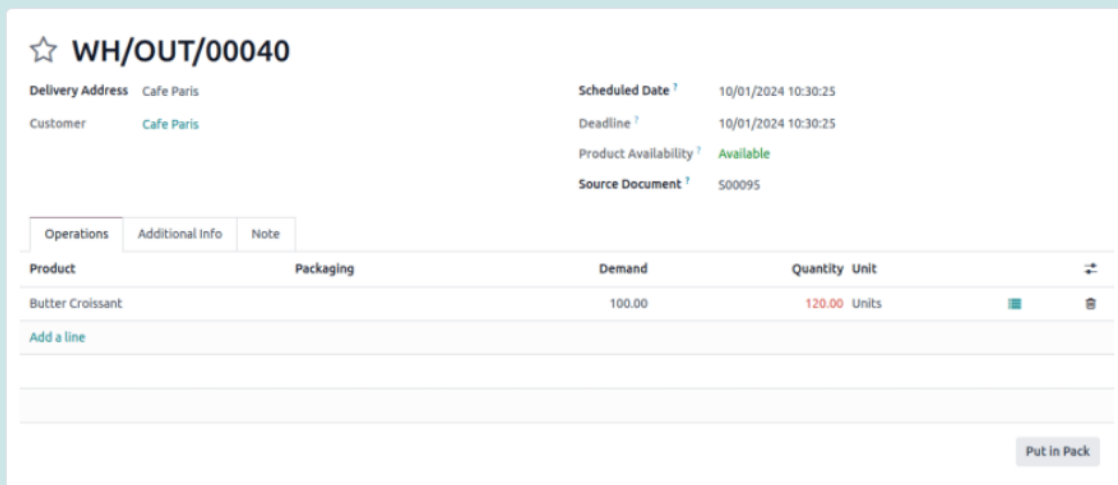 WH/OUT/00040
Delivery Address Cafe Paris
Customer Cafe Paris
Scheduled Date ? 10/01/2024 10:30:25
Deadline ? 10/01/2024 10:30:25
Product Availability ? Available
Source Document ? S00095
Operations Additional Info Note
Product Packaging Demand Quantity Unit
Butter Croissant 100.00 120.00 Units
Add a line
Put in Pack